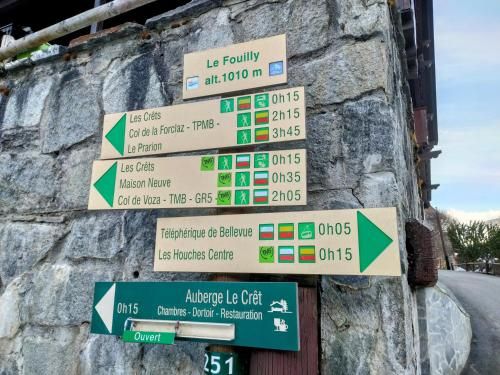 Le Fouilly
alt.1010 m
Les Crêts 0h15
Col de la Forclaz - TPMB - 2h15
Le Prarion 3h45
Les Crêts 0h15
Maison Neuve 0h35
Col de Voza - TMB - GR5 - 2h05
Téléphérique de Bellevue 0h05
Les Houches Centre 0h15
0h15 Auberge Le Crêt
Chambres - Dortoir - Restauration
Ouvert
251